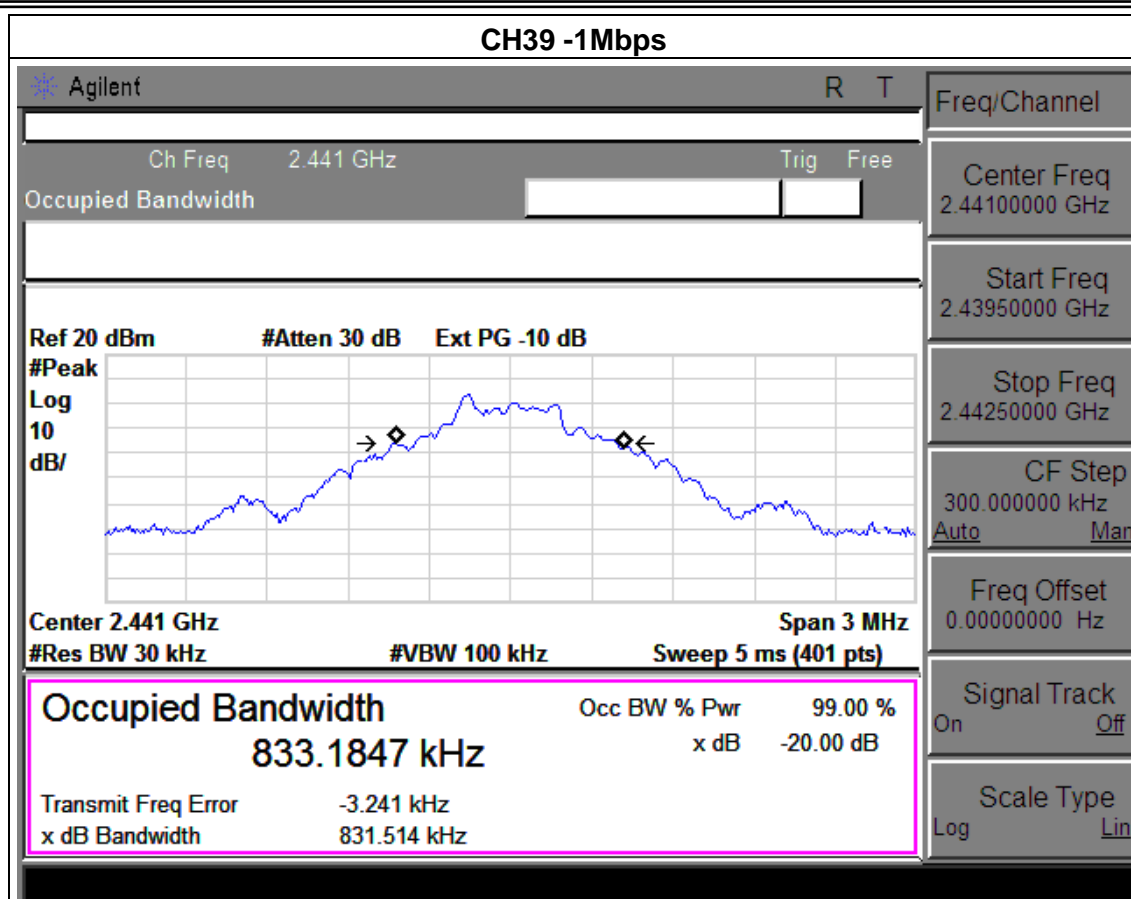 CH39 -1Mbps
Agilent R T
Ch Freq 2.441 GHz Trig Free
Occupied Bandwidth
Ref 20 dBm #Atten 30 dB Ext PG -10 dB
#Peak
Log
10
dB/
Center 2.441 GHz Span 3 MHz
#Res BW 30 kHz #VBW 100 kHz Sweep 5 ms (401 pts)
Occupied Bandwidth Occ BW % Pwr 99.00 %
833.1847 kHz x dB -20.00 dB
Transmit Freq Error -3.241 kHz
x dB Bandwidth 831.514 kHz
Freq/Channel
Center Freq
2.44100000 GHz
Start Freq
2.43950000 GHz
Stop Freq
2.44250000 GHz
CF Step
300.000000 kHz
Auto Man
Freq Offset
0.00000000 Hz
Signal Track
On Off
Scale Type
Log Lin